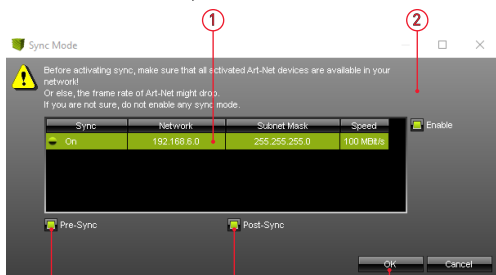 1
2
Sync Mode
Before activating sync, make sure that all activated Art-Net devices are available in your
network!
Or else, the frame rate of Art-Net might drop.
If you are not sure, do not enable any sync mode.
Sync Network Subnet Mask Speed
On 192.168.6.0 255.255.255.0 100 MBit/s
Enable
Pre-Sync Post-Sync
OK Cancel